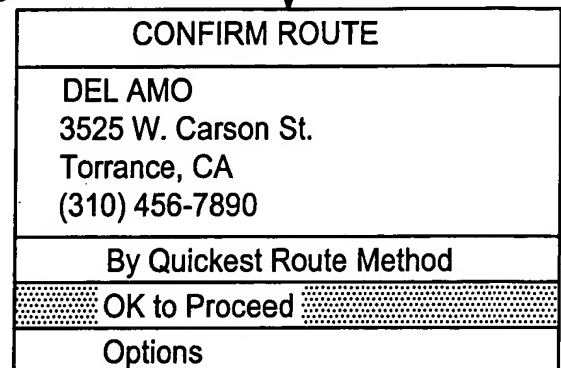 CONFIRM ROUTE
DEL AMO
3525 W. Carson St.
Torrance, CA
(310) 456-7890
By Quickest Route Method
OK to Proceed
Options